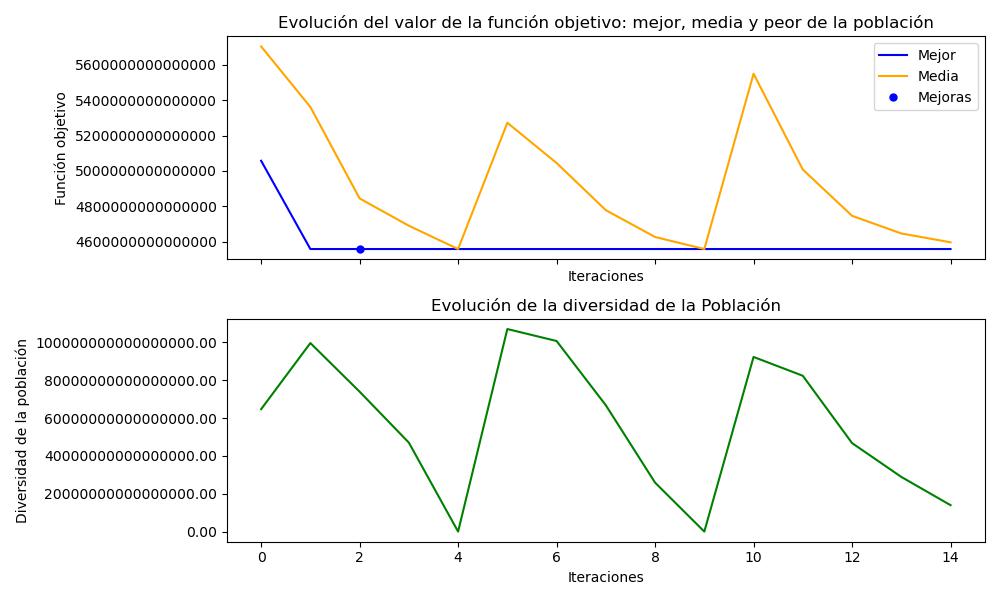 Evolución del valor de la función objetivo: mejor, media y peor de la población
Función objetivo
5600000000000000
5400000000000000
5200000000000000
5000000000000000
4800000000000000
4600000000000000
Mejor
Media
Mejoras
Iteraciones
Evolución de la diversidad de la Población
Diversidad de la población
100000000000000000.00
80000000000000000.00
60000000000000000.00
40000000000000000.00
20000000000000000.00
0.00
0 2 4 6 8 10 12 14
Iteraciones